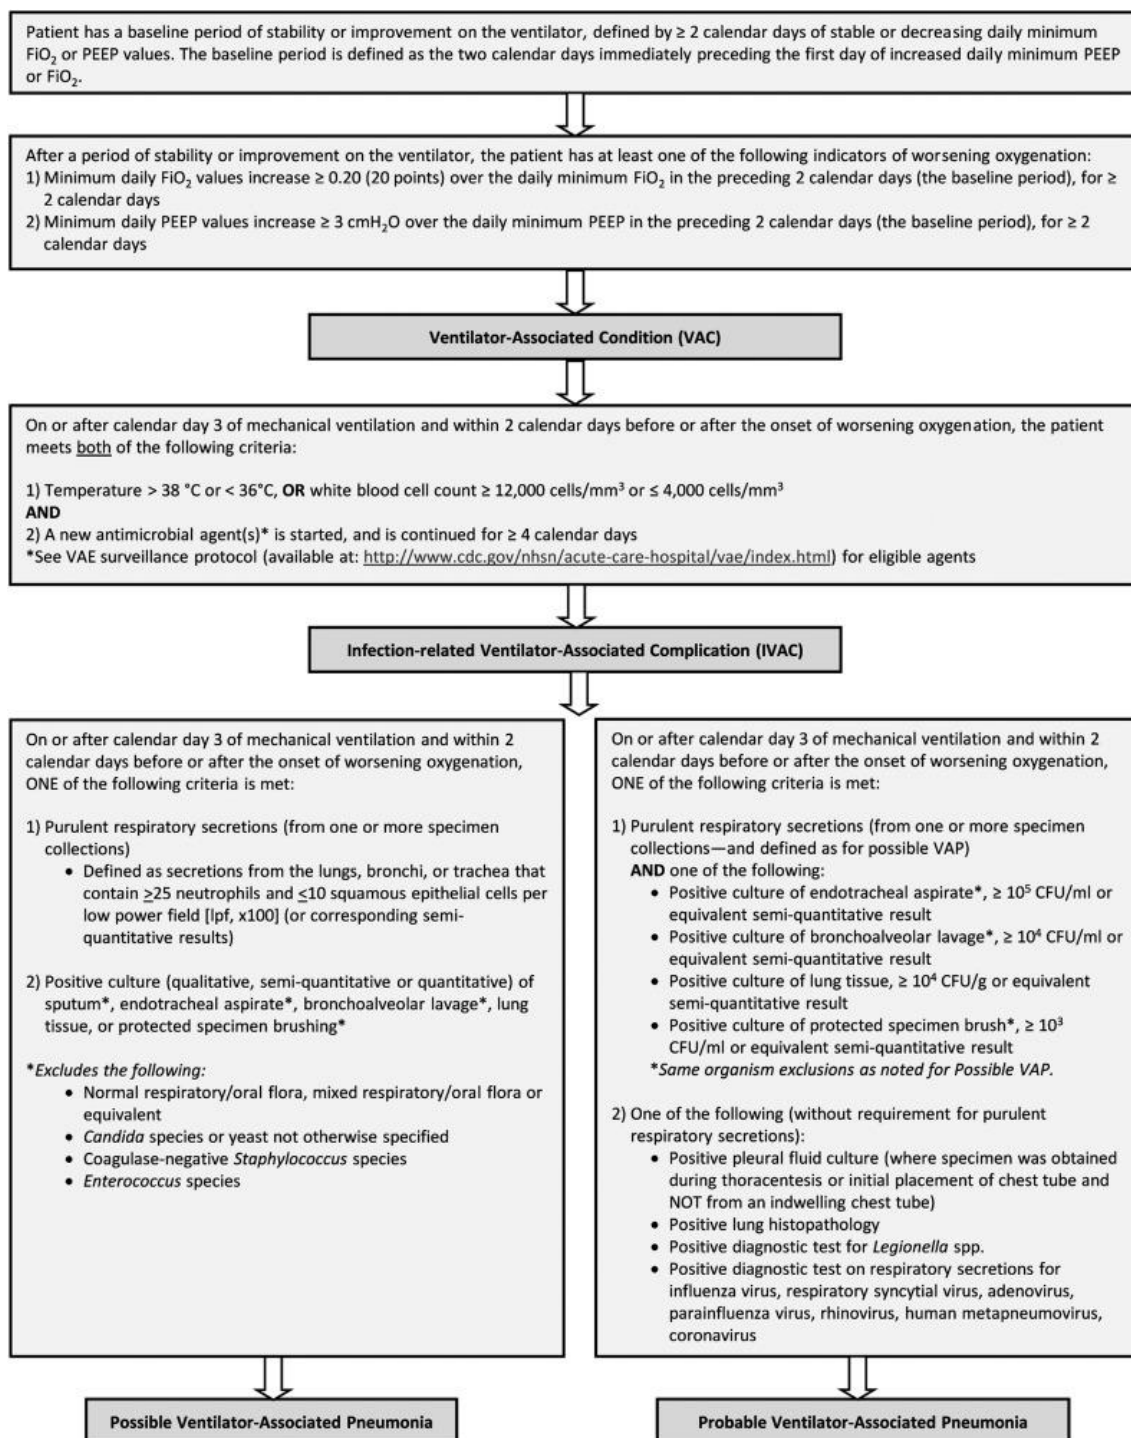 Patient has a baseline period of stability or improvement on the ventilator, defined by ≥ 2 calendar days of stable or decreasing daily minimum
FiO₂ or PEEP values. The baseline period is defined as the two calendar days immediately preceding the first day of increased daily minimum PEEP
or FiO₂.
After a period of stability or improvement on the ventilator, the patient has at least one of the following indicators of worsening oxygenation:
1) Minimum daily FiO₂ values increase ≥ 0.20 (20 points) over the daily minimum FiO₂ in the preceding 2 calendar days (the baseline period), for ≥
2 calendar days
2) Minimum daily PEEP values increase ≥ 3 cmH₂O over the daily minimum PEEP in the preceding 2 calendar days (the baseline period), for ≥ 2
calendar days
Ventilator-Associated Condition (VAC)
On or after calendar day 3 of mechanical ventilation and within 2 calendar days before or after the onset of worsening oxygenation, the patient
meets both of the following criteria:
1) Temperature > 38 °C or < 36°C, OR white blood cell count ≥ 12,000 cells/mm³ or ≤ 4,000 cells/mm³
AND
2) A new antimicrobial agent(s)* is started, and is continued for ≥ 4 calendar days
*See VAE surveillance protocol (available at: http://www.cdc.gov/nhsn/acute-care-hospital/vae/index.html) for eligible agents
Infection-related Ventilator-Associated Complication (IVAC)
On or after calendar day 3 of mechanical ventilation and within 2
calendar days before or after the onset of worsening oxygenation,
ONE of the following criteria is met:
1) Purulent respiratory secretions (from one or more specimen
collections)
• Defined as secretions from the lungs, bronchi, or trachea that
contain ≥25 neutrophils and ≤10 squamous epithelial cells per
low power field [lpf, x100] (or corresponding semi-
quantitative results)
2) Positive culture (qualitative, semi-quantitative or quantitative) of
sputum*, endotracheal aspirate*, bronchoalveolar lavage*, lung
tissue, or protected specimen brushing*
*Excludes the following:
• Normal respiratory/oral flora, mixed respiratory/oral flora or
equivalent
• Candida species or yeast not otherwise specified
• Coagulase-negative Staphylococcus species
• Enterococcus species
Possible Ventilator-Associated Pneumonia
On or after calendar day 3 of mechanical ventilation and within 2
calendar days before or after the onset of worsening oxygenation,
ONE of the following criteria is met:
1) Purulent respiratory secretions (from one or more specimen
collections—and defined as for possible VAP)
AND one of the following:
• Positive culture of endotracheal aspirate*, ≥ 10⁵ CFU/ml or
equivalent semi-quantitative result
• Positive culture of bronchoalveolar lavage*, ≥ 10⁴ CFU/ml or
equivalent semi-quantitative result
• Positive culture of lung tissue, ≥ 10⁴ CFU/g or equivalent
semi-quantitative result
• Positive culture of protected specimen brush*, ≥ 10³
CFU/ml or equivalent semi-quantitative result
*Same organism exclusions as noted for Possible VAP.
2) One of the following (without requirement for purulent
respiratory secretions):
• Positive pleural fluid culture (where specimen was obtained
during thoracentesis or initial placement of chest tube and
NOT from an indwelling chest tube)
• Positive lung histopathology
• Positive diagnostic test for Legionella spp.
• Positive diagnostic test on respiratory secretions for
influenza virus, respiratory syncytial virus, adenovirus,
parainfluenza virus, rhinovirus, human metapneumovirus,
coronavirus
Probable Ventilator-Associated Pneumonia